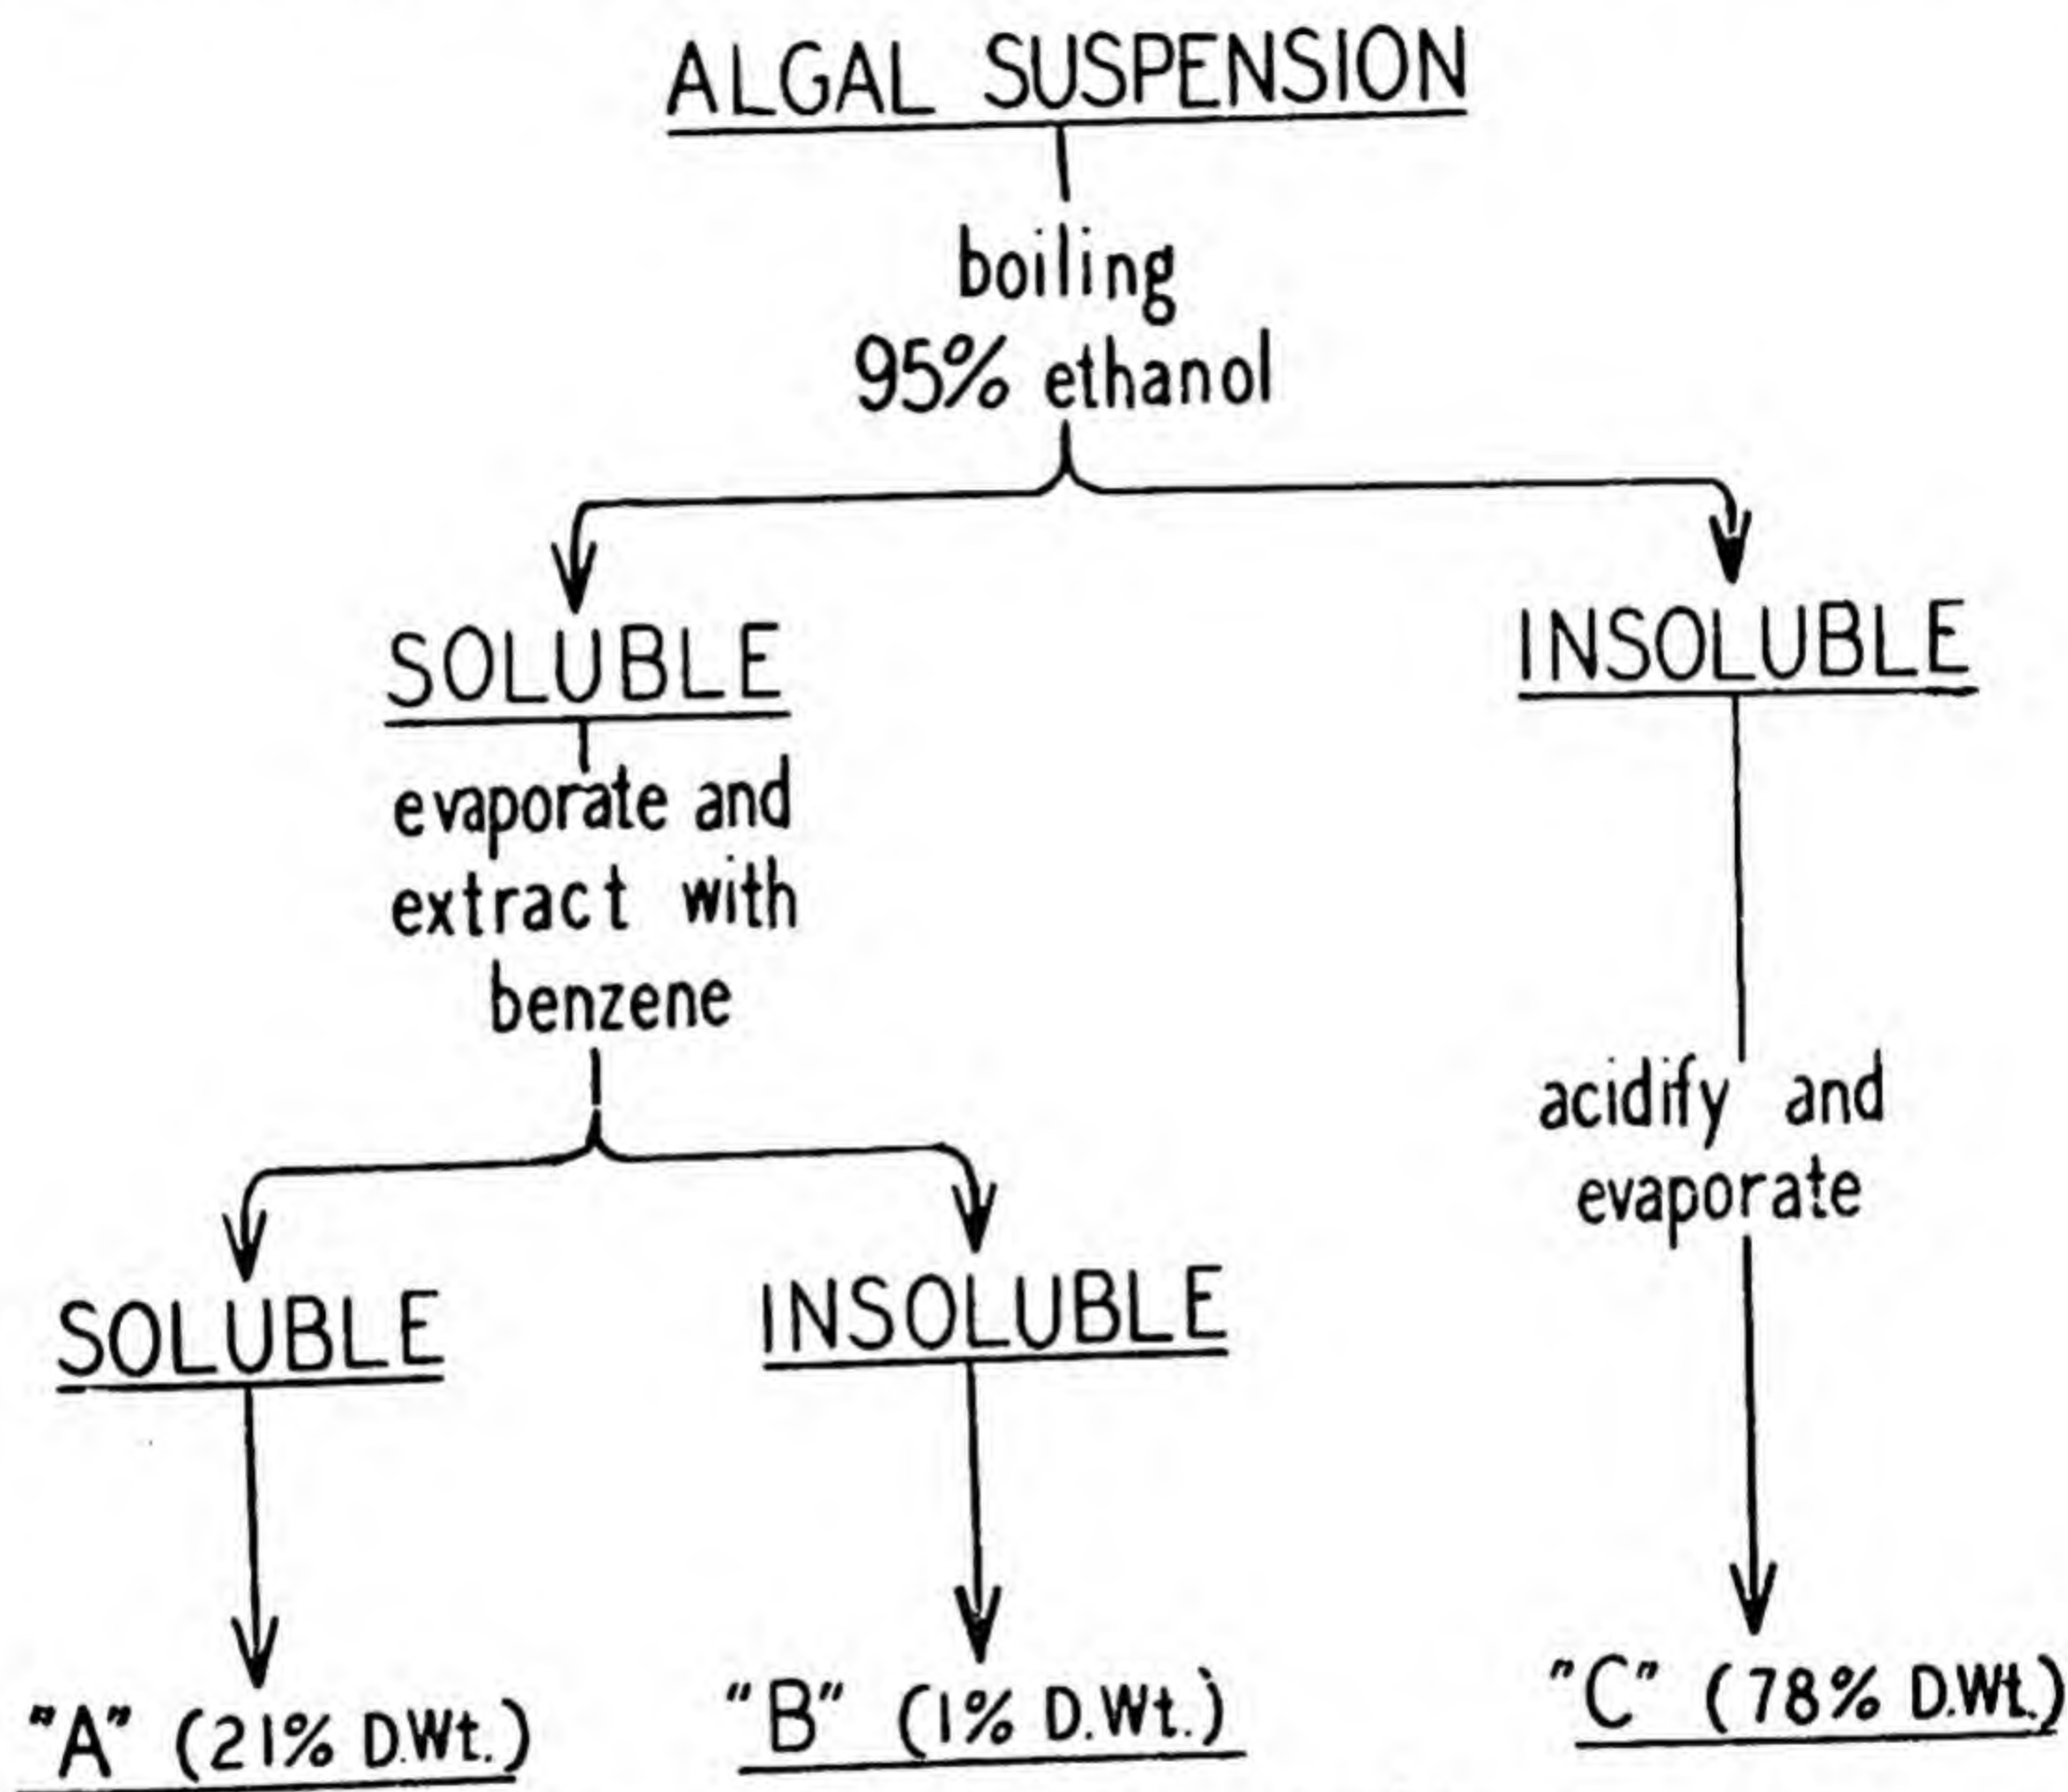 ALGAL SUSPENSION
boiling
95% ethanol
SOLUBLE
INSOLUBLE
evaporate and
extract with
benzene
acidify and
evaporate
SOLUBLE
INSOLUBLE
"A" (21% D.Wt.)
"B" (1% D.Wt.)
"C" (78% D.Wt.)